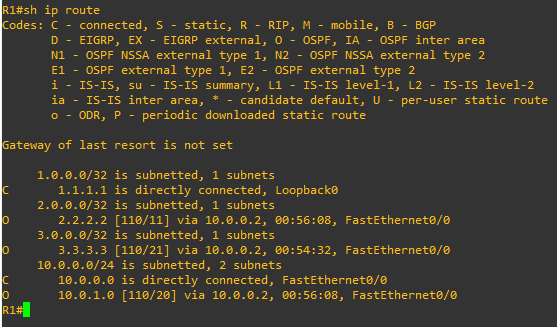 R1#sh ip route
Codes: C - connected, S - static, R - RIP, M - mobile, B - BGP
       D - EIGRP, EX - EIGRP external, O - OSPF, IA - OSPF inter area
       N1 - OSPF NSSA external type 1, N2 - OSPF NSSA external type 2
       E1 - OSPF external type 1, E2 - OSPF external type 2
       i - IS-IS, su - IS-IS summary, L1 - IS-IS level-1, L2 - IS-IS level-2
       ia - IS-IS inter area, * - candidate default, U - per-user static route
       o - ODR, P - periodic downloaded static route
Gateway of last resort is not set
     1.0.0.0/32 is subnetted, 1 subnets
C       1.1.1.1 is directly connected, Loopback0
     2.0.0.0/32 is subnetted, 1 subnets
O       2.2.2.2 [110/11] via 10.0.0.2, 00:56:08, FastEthernet0/0
     3.0.0.0/32 is subnetted, 1 subnets
O       3.3.3.3 [110/21] via 10.0.0.2, 00:54:32, FastEthernet0/0
     10.0.0.0/24 is subnetted, 2 subnets
C       10.0.0.0 is directly connected, FastEthernet0/0
O       10.0.1.0 [110/20] via 10.0.0.2, 00:56:08, FastEthernet0/0
R1#